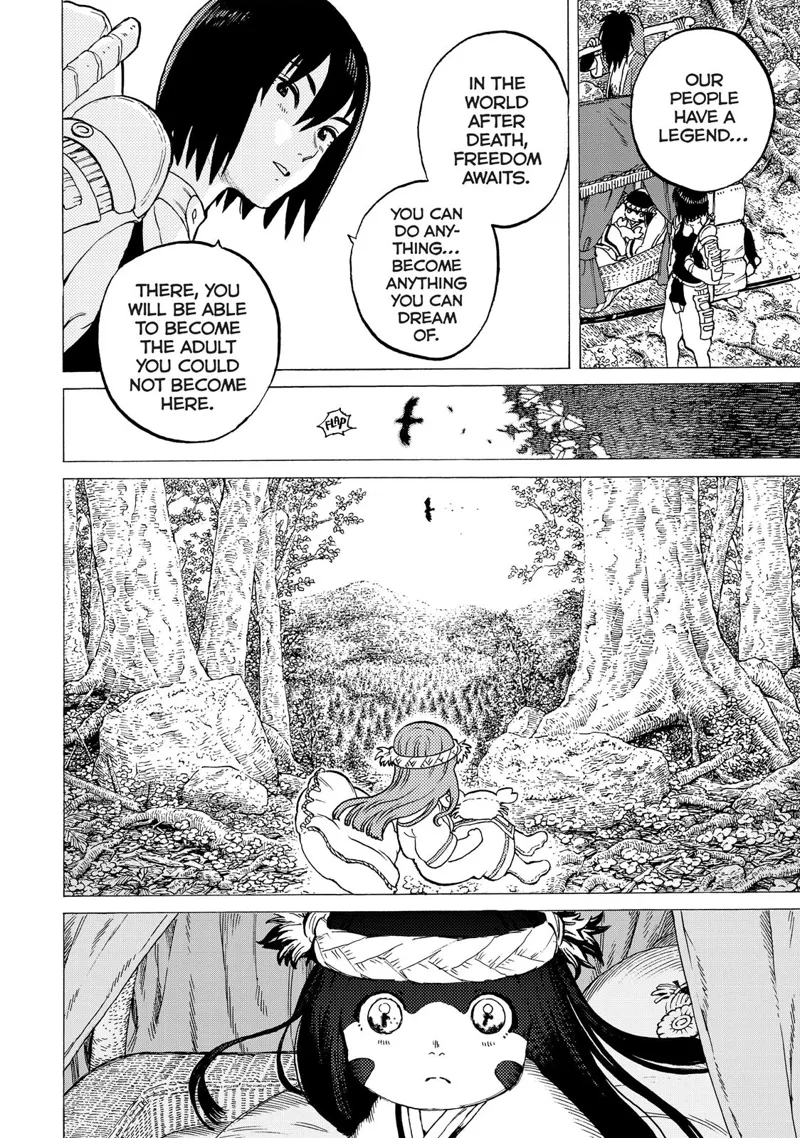 OUR
PEOPLE
HAVE A
LEGEND...
IN THE
WORLD
AFTER
DEATH,
FREEDOM
AWAITS.
YOU CAN
DO ANY-
THING...
BECOME
ANYTHING
YOU CAN
DREAM
OF.
THERE, YOU
WILL BE ABLE
TO BECOME
THE ADULT
YOU COULD
NOT BECOME
HERE.
FLAP